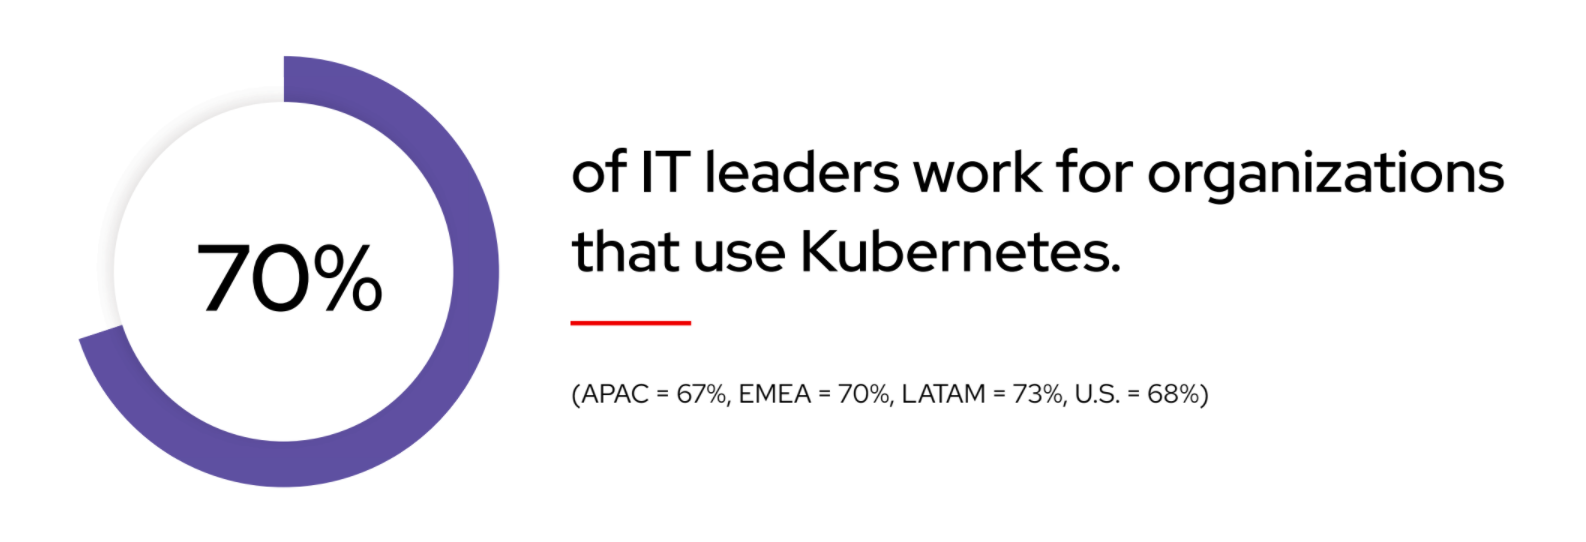 70%
of IT leaders work for organizations
that use Kubernetes.
(APAC = 67%, EMEA = 70%, LATAM = 73%, U.S. = 68%)